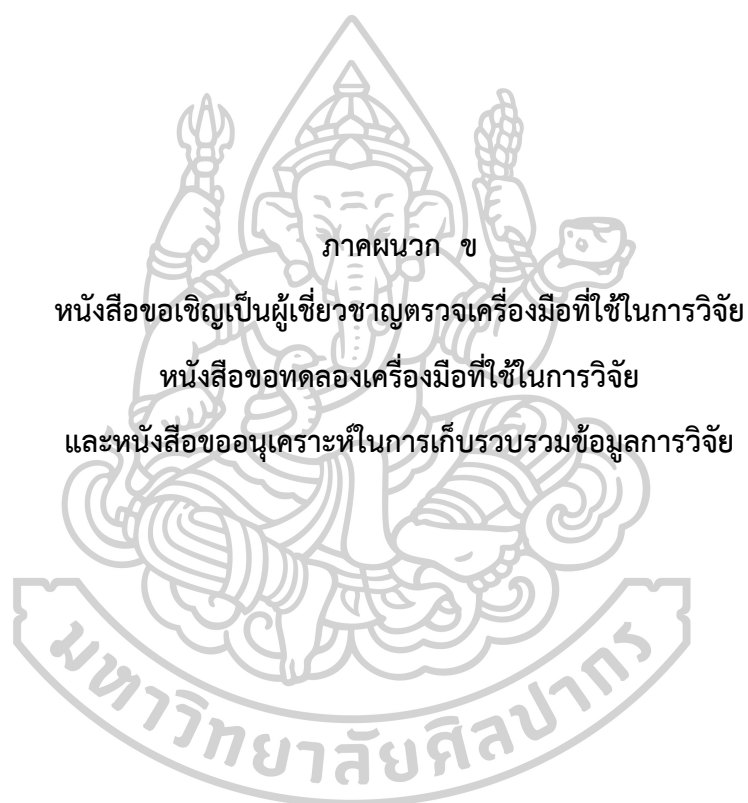 ภาคผนวก ข
หนังสือขอเชิญเป็นผู้เชี่ยวชาญตรวจเครื่องมือที่ใช้ในการวิจัย
หนังสือขอทดลองเครื่องมือที่ใช้ในการวิจัย
และหนังสือขออนุเคราะห์ในการเก็บรวบรวมข้อมูลการวิจัย
มหาวิทยาลัยศิลปากร